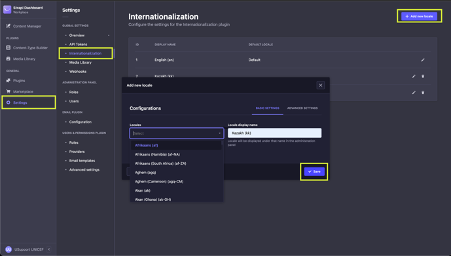 Strapi Dashboard
Workplace
Content Manager
PLUGINS
Content-Type Builder
Media Library
GENERAL
Plugins
Marketplace
Settings
Settings
GLOBAL SETTINGS
Overview
API Tokens
Internationalization
Media Library
Webhooks
ADMINISTRATION PANEL
Roles
Users
EMAIL PLUGIN
Configuration
USERS & PERMISSIONS PLUGIN
Roles
Providers
Email templates
Advanced settings
Internationalization
Configure the settings for the internationalization plugin
+ Add new locale
ID
DISPLAY NAME
DEFAULT LOCALE
1
English (en)
Default
Add new locale
Configurations
BASIC SETTINGS
ADVANCED SETTINGS
Locales
Locale display name
Kazakh (kk)
Locale will be displayed under that name in the administration panel
Afrikaans (af)
Afrikaans (Namibia) (af-NA)
Afrikaans (South Africa) (af-ZA)
Aghem (agq)
Aghem (Cameroon) (agq-CM)
Akan (ak)
Akan (Ghana) (ak-GH)
Save